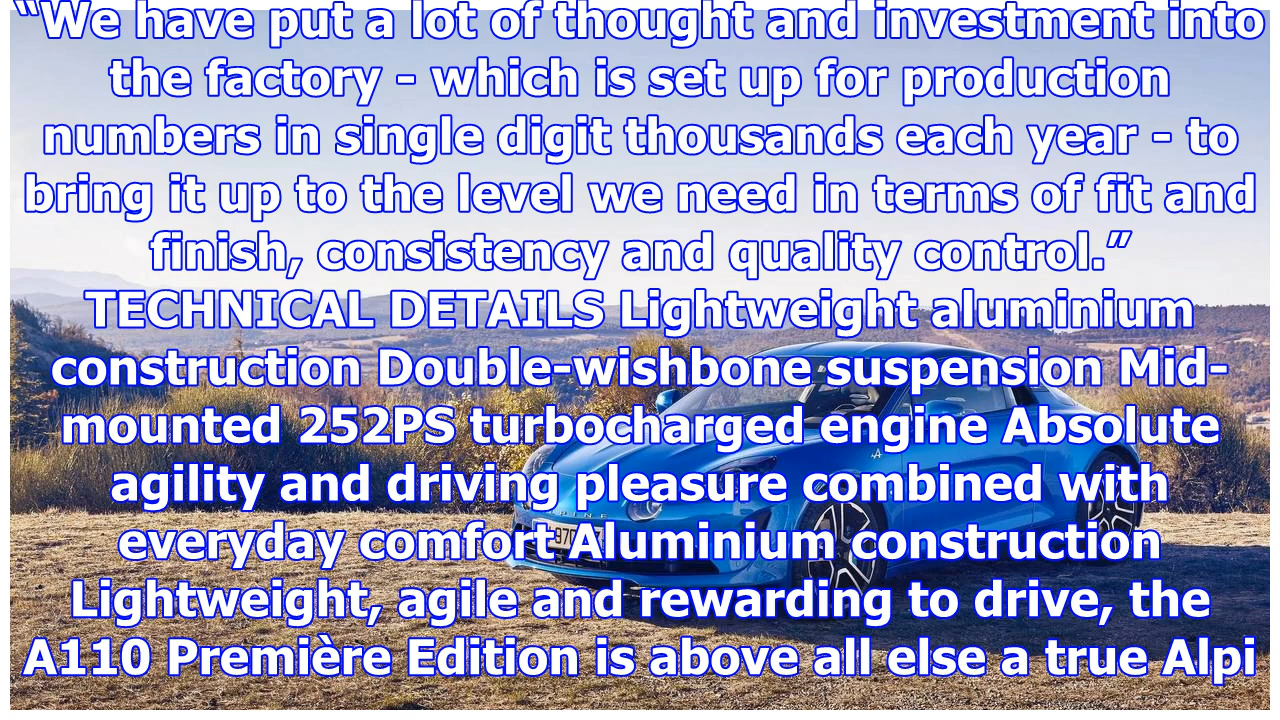 “We have put a lot of thought and investment into
the factory - which is set up for production
numbers in single digit thousands each year - to
bring it up to the level we need in terms of fit and
finish, consistency and quality control.”
TECHNICAL DETAILS Lightweight aluminium
construction Double-wishbone suspension Mid-
mounted 252PS turbocharged engine Absolute
agility and driving pleasure combined with
everyday comfort Aluminium construction
Lightweight, agile and rewarding to drive, the
A110 Première Edition is above all else a true Alpi